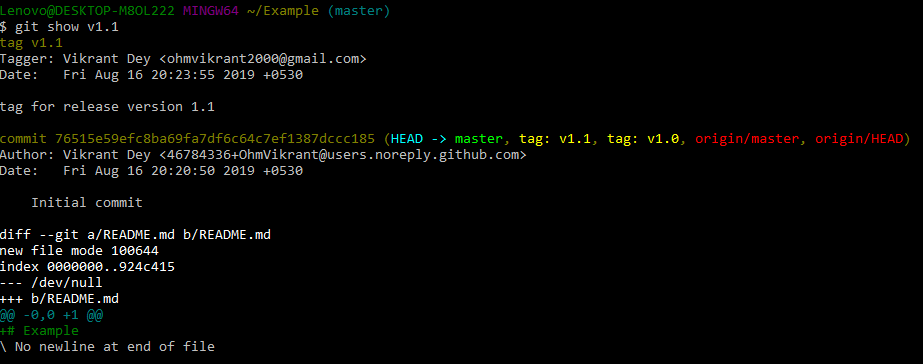 Lenovo@DESKTOP-M8OL222 MINGW64 ~/Example (master)
$ git show v1.1
tag v1.1
Tagger: Vikrant Dey <ohmvikrant2000@gmail.com>
Date:   Fri Aug 16 20:23:55 2019 +0530

tag for release version 1.1

commit 76515e59efc8ba69fa7df6c64c7ef1387dccc185 (HEAD -> master, tag: v1.1, tag: v1.0, origin/master, origin/HEAD)
Author: Vikrant Dey <46784336+OhmVikrant@users.noreply.github.com>
Date:   Fri Aug 16 20:20:50 2019 +0530

    Initial commit

diff --git a/README.md b/README.md
new file mode 100644
index 0000000..924c415
--- /dev/null
+++ b/README.md
@@ -0,0 +1 @@
+# Example
\ No newline at end of file